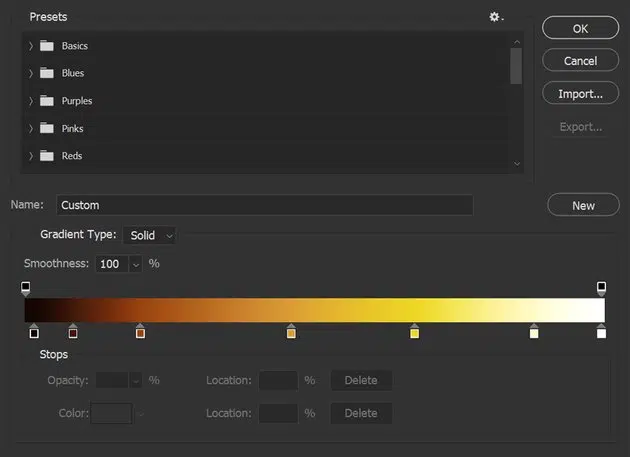 Presets
OK
Basics
Cancel
Blues
Import...
Purples
Export...
Pinks
Reds
Name: Custom New
Gradient Type: Solid
Smoothness: 100 %
Stops
Opacity: % Location: % Delete
Color: Location: % Delete